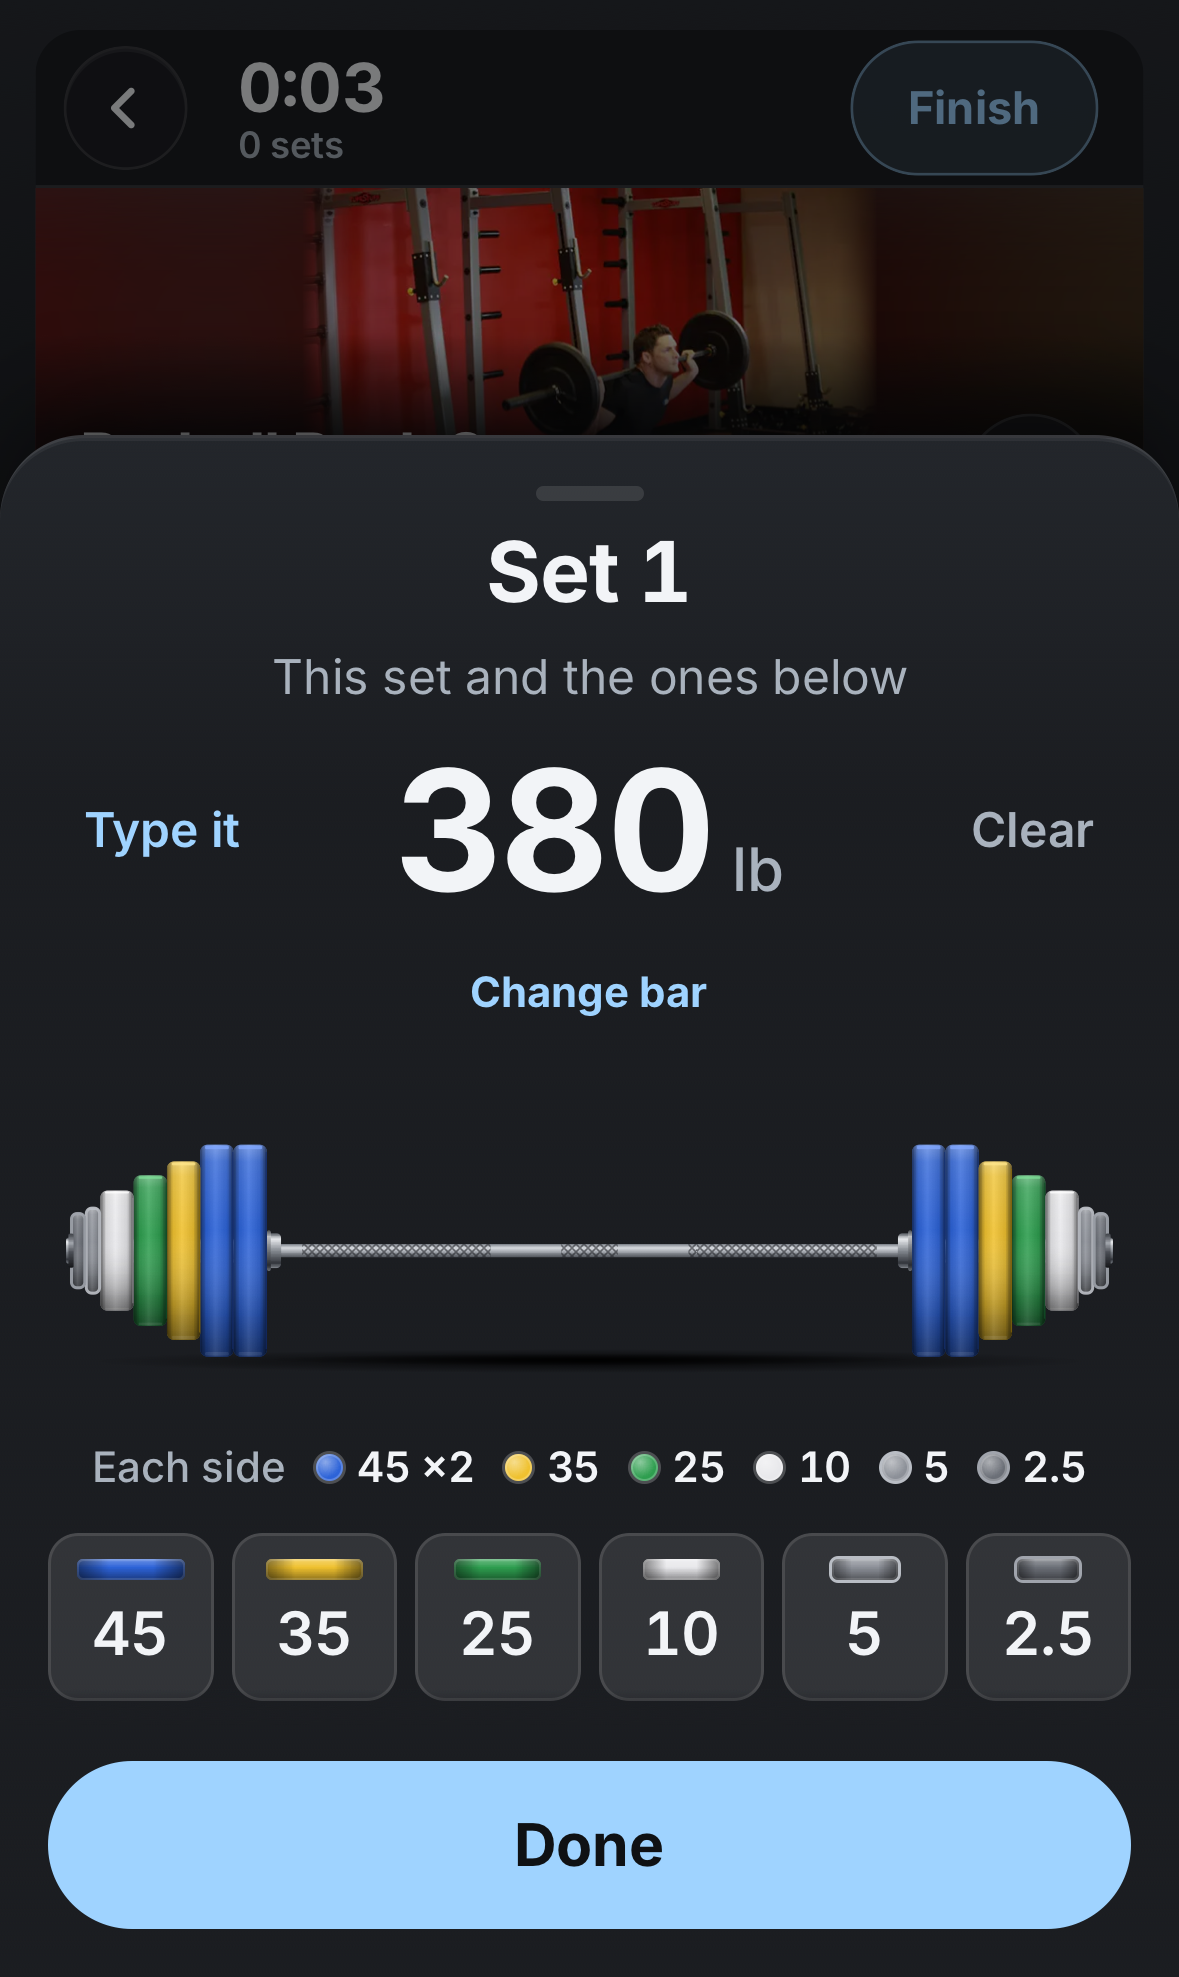 0:03
0 sets
Finish
Set 1
This set and the ones below
Type it
380 lb
Clear
Change bar
Each side 45 ×2 35 25 10 5 2.5
45 35 25 10 5 2.5
Done